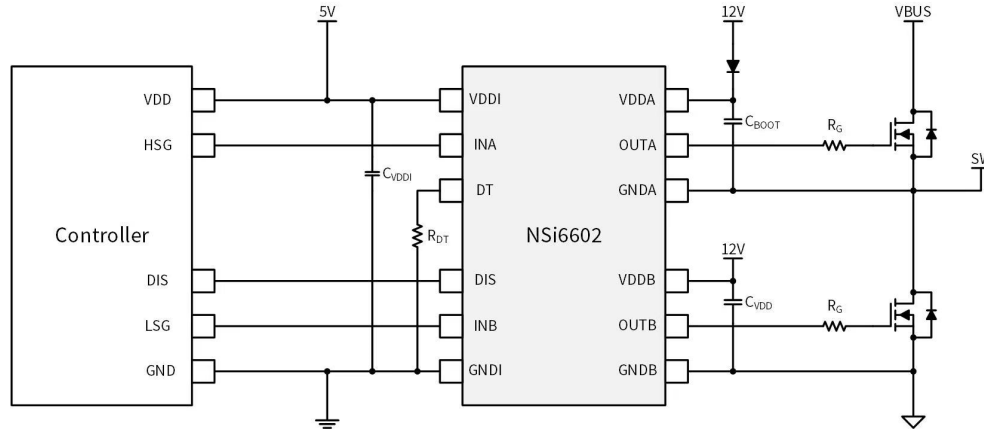 5V
12V
VBUS
VDD
VDDI
VDDA
HSG
INA
OUTA
C_BOOT
R_G
C_VDDI
DT
GNDA
SW
Controller
R_DT
NSi6602
12V
DIS
DIS
VDDB
C_VDD
R_G
LSG
INB
OUTB
GND
GNDI
GNDB